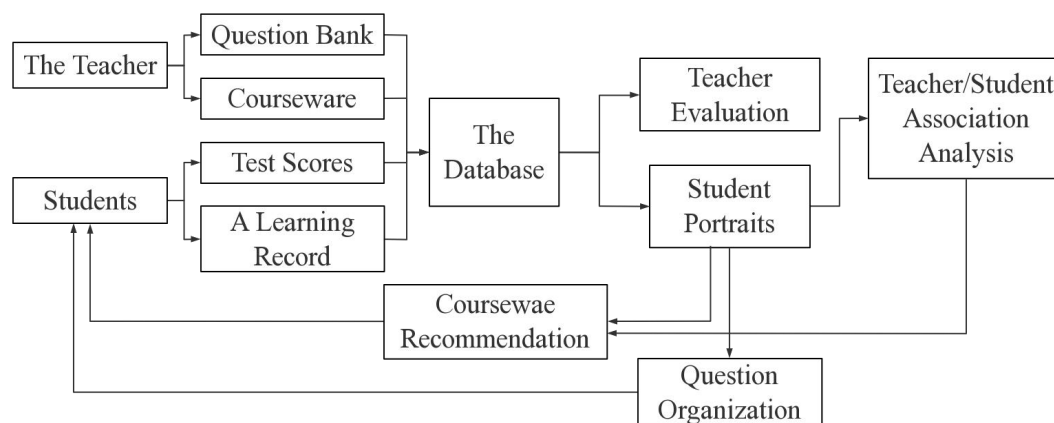 The Teacher
Question Bank
Courseware
Students
Test Scores
A Learning
Record
The
Database
Teacher
Evaluation
Student
Portraits
Teacher/Student
Association
Analysis
Coursewae
Recommendation
Question
Organization